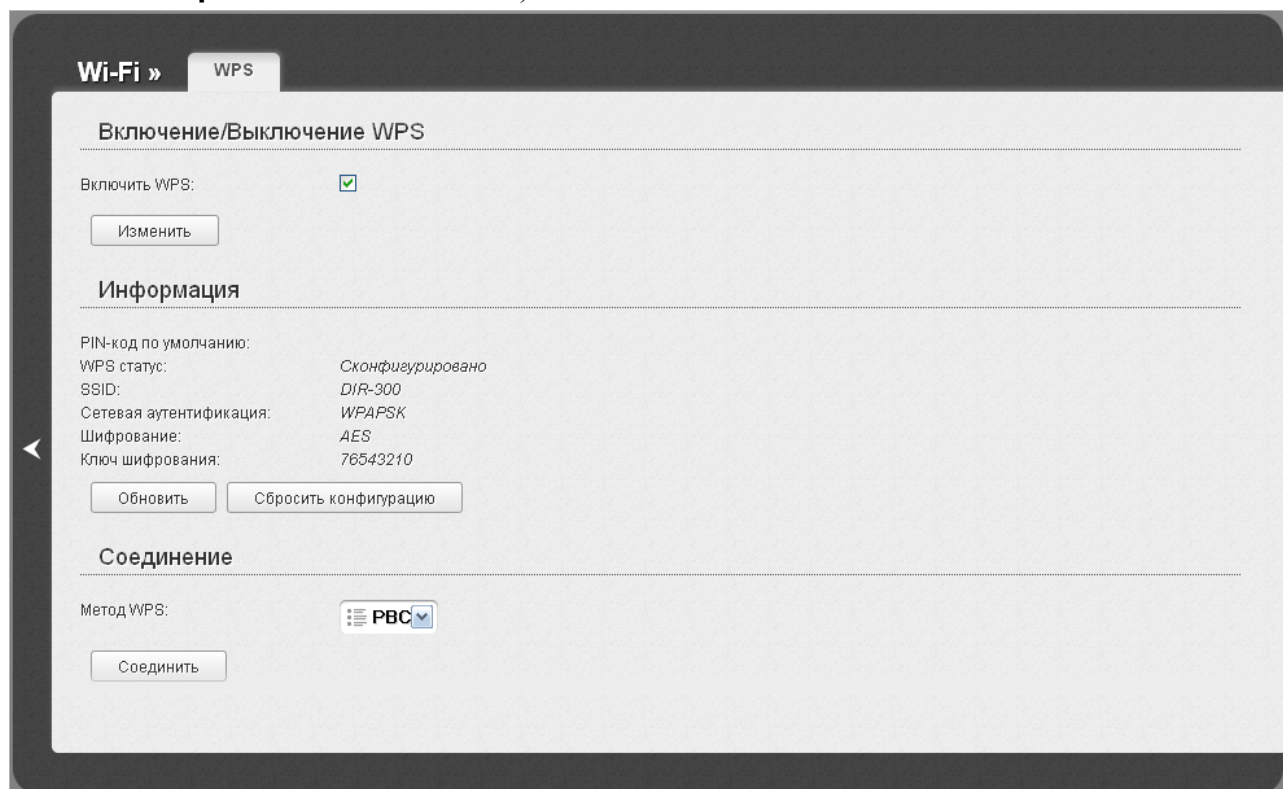 Wi-Fi » WPS
Включение/Выключение WPS
Включить WPS:
Изменить
Информация
PIN-код по умолчанию:
WPS статус: Сконфигурировано
SSID: DIR-300
Сетевая аутентификация: WPAPSK
Шифрование: AES
Ключ шифрования: 76543210
Обновить Сбросить конфигурацию
Соединение
Метод WPS: PBC
Соединить